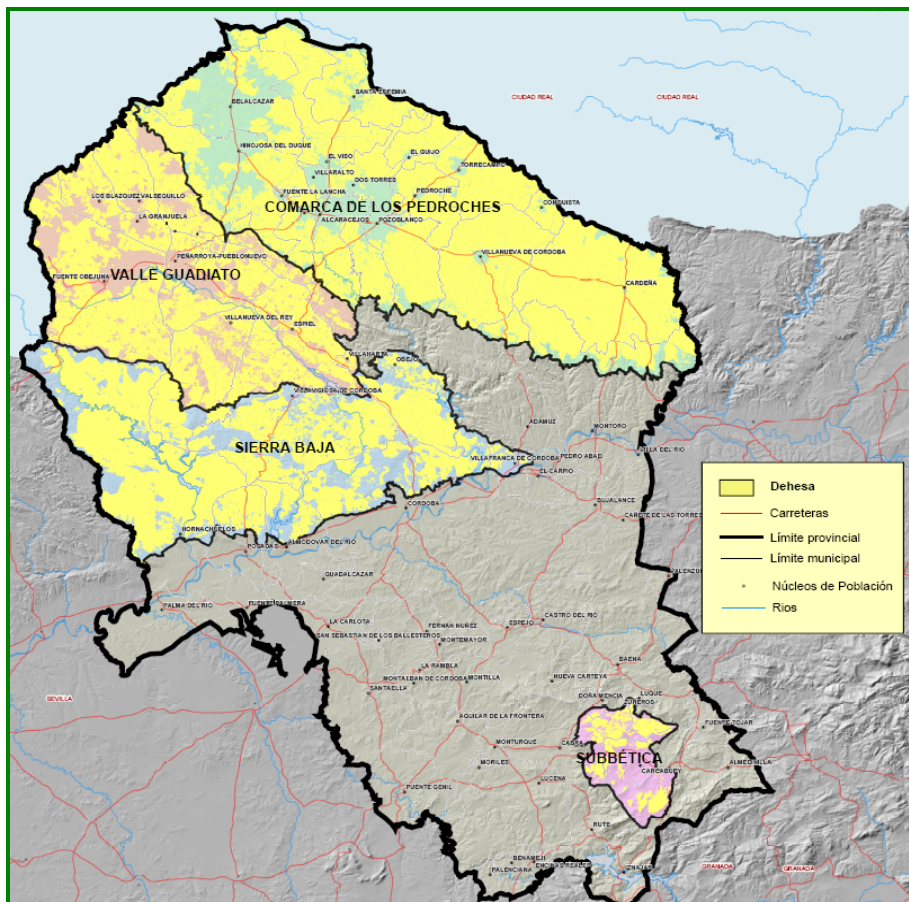 SANTA EUFEMIA
CIUDAD REAL
CIUDAD REAL
BELALCAZAR
HINOJOSA DEL DUQUE
EL VISO
EL GUIJO
VILLARALTO
DOS TORRES
TORRECAMPO
FUENTE LA LANCHA
PEDROCHE
LOS BLAZQUEZ
VALSEQUILLO
COMARCA DE LOS PEDROCHES
CONQUISTA
LA GRANJUELA
ALCARACEJOS
POZOBLANCO
PEÑARROYA-PUEBLONUEVO
VILLANUEVA DE CORDOBA
FUENTE OBEJUNA
VALLE GUADIATO
CARDEÑA
VILLANUEVA DEL REY
ESPIEL
VILLAHARTA
OBEJO
VILLAVICIOSA DE CORDOBA
ADAMUZ
MONTORO
SIERRA BAJA
VILLA DEL RIO
VILLAFRANCA DE CORDOBA
PEDRO ABAD
EL CARPIO
BUJALANCE
CORDOBA
CAÑETE DE LAS TORRES
HORNACHUELOS
ALMODOVAR DEL RIO
POSADAS
VALENZUELA
GUADALCAZAR
PALMA DEL RIO
FUENTE PALMERA
LA CARLOTA
FERNÁN NUÑEZ
ESPEJO
CASTRO DEL RIO
SAN SEBASTIAN DE LOS BALLESTEROS
MONTEMAYOR
LA RAMBLA
BAENA
MONTALBAN DE CORDOBA
MONTILLA
NUEVA CARTEYA
SEVILLA
SANTAELLA
DOÑA MENCIA
LUQUE
ZUHEROS
AGUILAR DE LA FRONTERA
FUENTE-TOJAR
MONTURQUE
CABRA
SUBBÉTICA
MORILES
CARCABUEY
ALMEDINILLA
LUCENA
PUENTE GENIL
RUTE
BENAMEJI
ENCINAS REALES
PALENCIANA
IZNAJAR
GRANADA
GRANADA
Dehesa
Carreteras
Límite provincial
Límite municipal
Núcleos de Población
Rios